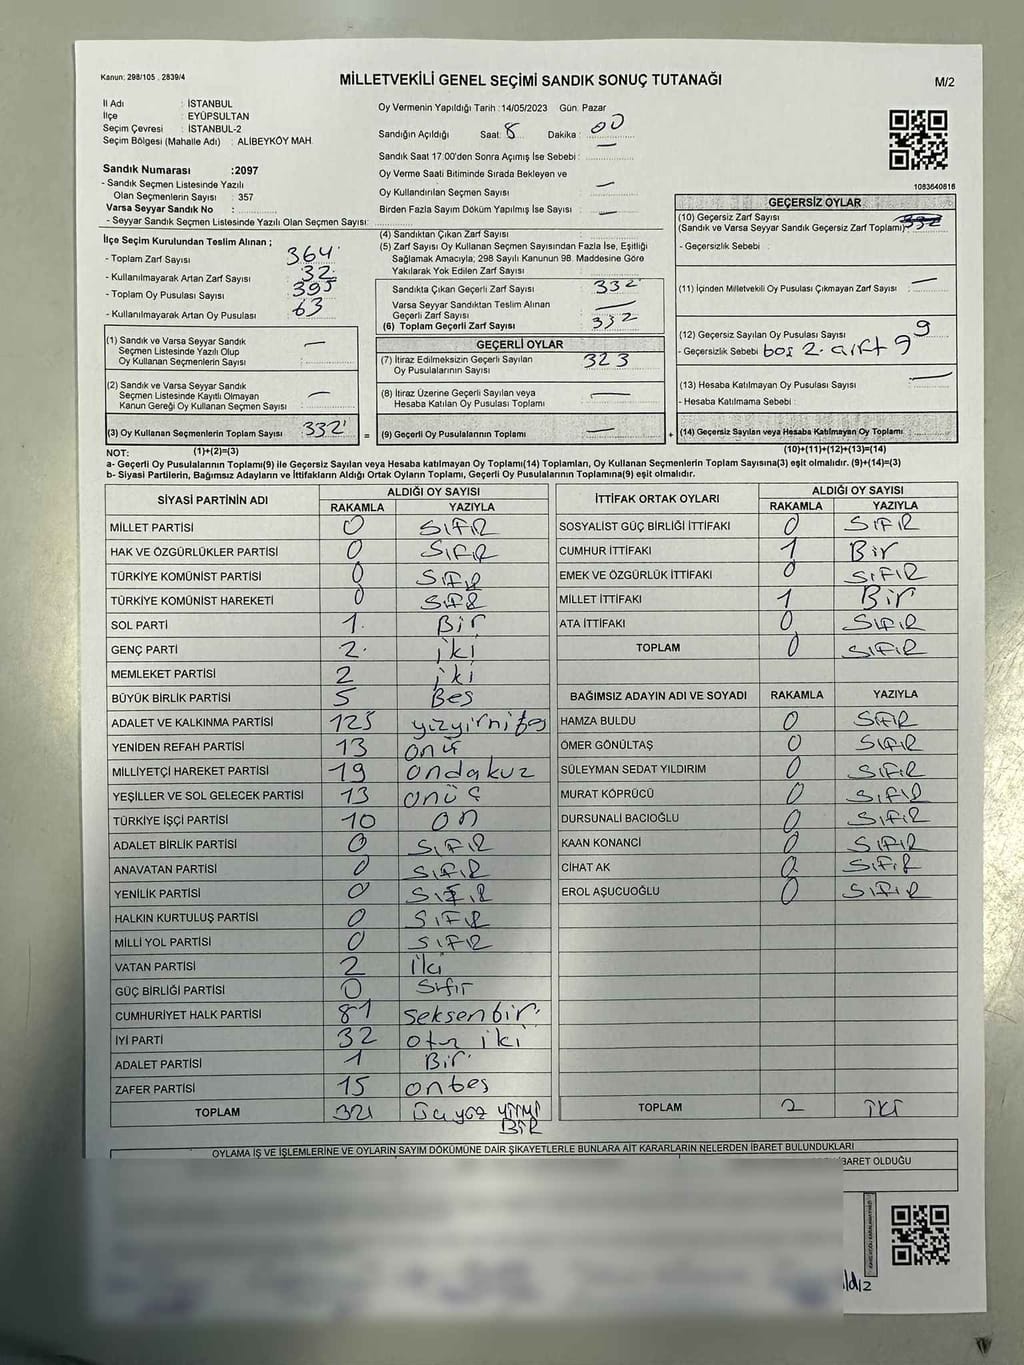 Kanun: 298/105 . 2839/4
MİLLETVEKİLİ GENEL SEÇİMİ SANDIK SONUÇ TUTANAĞI
M/2
İl Adı : İSTANBUL
İlçe : EYÜPSULTAN
Seçim Çevresi : İSTANBUL-2
Seçim Bölgesi (Mahalle Adı) : ALİBEYKÖY MAH.
Sandık Numarası :2097
- Sandık Seçmen Listesinde Yazılı
Olan Seçmenlerin Sayısı : 357
Varsa Seyyar Sandık No :
- Seyyar Sandık Seçmen Listesinde Yazılı Olan Seçmen Sayısı:
Oy Vermenin Yapıldığı Tarih :14/05/2023 Gün: Pazar
Sandığın Açıldığı Saat: 8 Dakika : 00
Sandık Saat 17:00'den Sonra Açımış İse Sebebi : —
Oy Verme Saati Bitiminde Sırada Bekleyen ve
Oy Kullandırılan Seçmen Sayısı —
Birden Fazla Sayım Döküm Yapılmış İse Sayısı : —
1083640816
İlçe Seçim Kurulundan Teslim Alınan ;
- Toplam Zarf Sayısı 364
- Kullanılmayarak Artan Zarf Sayısı : 32
- Toplam Oy Pusulası Sayısı 395
- Kullanılmayarak Artan Oy Pusulası : 63
(1) Sandık ve Varsa Seyyar Sandık
Seçmen Listesinde Yazılı Olup
Oy Kullanan Seçmenlerin Sayısı : —
(2) Sandık ve Varsa Seyyar Sandık
Seçmen Listesinde Kayıtlı Olmayan
Kanun Gereği Oy Kullanan Seçmen Sayısı : —
(3) Oy Kullanan Seçmenlerin Toplam Sayısı 332
(4) Sandıktan Çıkan Zarf Sayısı :
(5) Zarf Sayısı Oy Kullanan Seçmen Sayısından Fazla İse, Eşitliği
Sağlamak Amacıyla, 298 Sayılı Kanunun 98. Maddesine Göre
Yakılarak Yok Edilen Zarf Sayısı :
Sandıkta Çıkan Geçerli Zarf Sayısı : 332
Varsa Seyyar Sandıktan Teslim Alınan
Geçerli Zarf Sayısı : —
(6) Toplam Geçerli Zarf Sayısı : 332
GEÇERLİ OYLAR
(7) İtiraz Edilmeksizin Geçerli Sayılan
Oy Pusulalarının Sayısı : 323
(8) İtiraz Üzerine Geçerli Sayılan veya
Hesaba Katılan Oy Pusulası Toplamı : —
= (9) Geçerli Oy Pusulalarının Toplamı : —
GEÇERSİZ OYLAR
(10) Geçersiz Zarf Sayısı
(Sandık ve Varsa Seyyar Sandık Geçersiz Zarf Toplamı) 332
- Geçersizlik Sebebi :
(11) İçinden Milletvekili Oy Pusulası Çıkmayan Zarf Sayısı : —
(12) Geçersiz Sayılan Oy Pusulası Sayısı : 9
- Geçersizlik Sebebi : boş 2. çift 9
(13) Hesaba Katılmayan Oy Pusulası Sayısı : —
- Hesaba Katılmama Sebebi :
+ (14) Geçersiz Sayılan veya Hesaba Katılmayan Oy Toplamı :
NOT: (1)+(2)=(3) (10)+(11)+(12)+(13)=(14)
a- Geçerli Oy Pusulalarının Toplamı(9) ile Geçersiz Sayılan veya Hesaba katılmayan Oy Toplamı(14) Toplamları, Oy Kullanan Seçmenlerin Toplam Sayısına(3) eşit olmalıdır. (9)+(14)=(3)
b- Siyasi Partilerin, Bağımsız Adayların ve İttifakların Aldığı Ortak Oyların Toplamı, Geçerli Oy Pusulalarının Toplamına(9) eşit olmalıdır.
SİYASİ PARTİNİN ADI ALDIĞI OY SAYISI
RAKAMLA YAZIYLA
MİLLET PARTİSİ 0 SIFIR
HAK VE ÖZGÜRLÜKLER PARTİSİ 0 SIFIR
TÜRKİYE KOMÜNİST PARTİSİ 0 SIFIR
TÜRKİYE KOMÜNİST HAREKETİ 0 SIFIR
SOL PARTİ 1. Bir
GENÇ PARTİ 2. iki
MEMLEKET PARTİSİ 2 iki
BÜYÜK BİRLİK PARTİSİ 5 Beş
ADALET VE KALKINMA PARTİSİ 125 yüzyirmibeş
YENİDEN REFAH PARTİSİ 13 onüç
MİLLİYETÇİ HAREKET PARTİSİ 19 ondokuz
YEŞİLLER VE SOL GELECEK PARTİSİ 13 onüç
TÜRKİYE İŞÇİ PARTİSİ 10 on
ADALET BİRLİK PARTİSİ 0 SIFIR
ANAVATAN PARTİSİ 0 SIFIR
YENİLİK PARTİSİ 0 SIFIR
HALKIN KURTULUŞ PARTİSİ 0 SIFIR
MİLLİ YOL PARTİSİ 0 SIFIR
VATAN PARTİSİ 2 iki
GÜÇ BİRLİĞİ PARTİSİ 0 Sıfır
CUMHURİYET HALK PARTİSİ 81 Seksenbir.
İYİ PARTİ 32 otuz iki
ADALET PARTİSİ 1 Bir
ZAFER PARTİSİ 15 onbeş
TOPLAM 321 üçyüz yirmi BİR
İTTİFAK ORTAK OYLARI ALDIĞI OY SAYISI
RAKAMLA YAZIYLA
SOSYALİST GÜÇ BİRLİĞİ İTTİFAKI 0 SIFIR
CUMHUR İTTİFAKI 1 Bir
EMEK VE ÖZGÜRLÜK İTTİFAKI 0 SIFIR
MİLLET İTTİFAKI 1 Bir
ATA İTTİFAKI 0 SIFIR
TOPLAM 0 SIFIR
BAĞIMSIZ ADAYIN ADI VE SOYADI RAKAMLA YAZIYLA
HAMZA BULDU 0 SIFIR
ÖMER GÖNÜLTAŞ 0 SIFIR
SÜLEYMAN SEDAT YILDIRIM 0 SIFIR
MURAT KÖPRÜCÜ 0 SIFIR
DURSUNALİ BACIOĞLU 0 SIFIR
KAAN KONANCİ 0 SIFIR
CİHAT AK 0 SIFIR
EROL AŞUCUOĞLU 0 SIFIR
TOPLAM 2 İKİ
OYLAMA İŞ VE İŞLEMLERİNE VE OYLARIN SAYIM DÖKÜMÜNE DAİR ŞİKAYETLERLE BUNLARA AİT KARARLARIN NELERDEN İBARET BULUNDUKLARI
BARET OLDUĞU